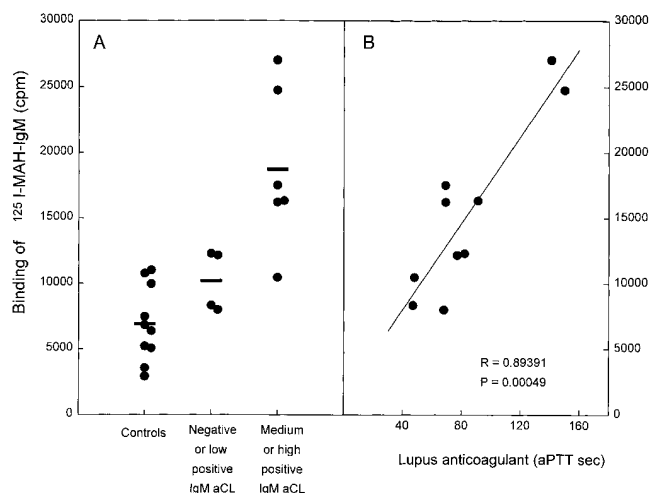 A
B
Binding of ¹²⁵I-MAH-IgM (cpm)
30000
25000
20000
15000
10000
5000
0
30000
25000
20000
15000
10000
5000
0
Controls
Negative
or low
positive
IgM aCL
Medium
or high
positive
IgM aCL
R = 0.89391
P = 0.00049
40
80
120
160
Lupus anticoagulant (aPTT sec)